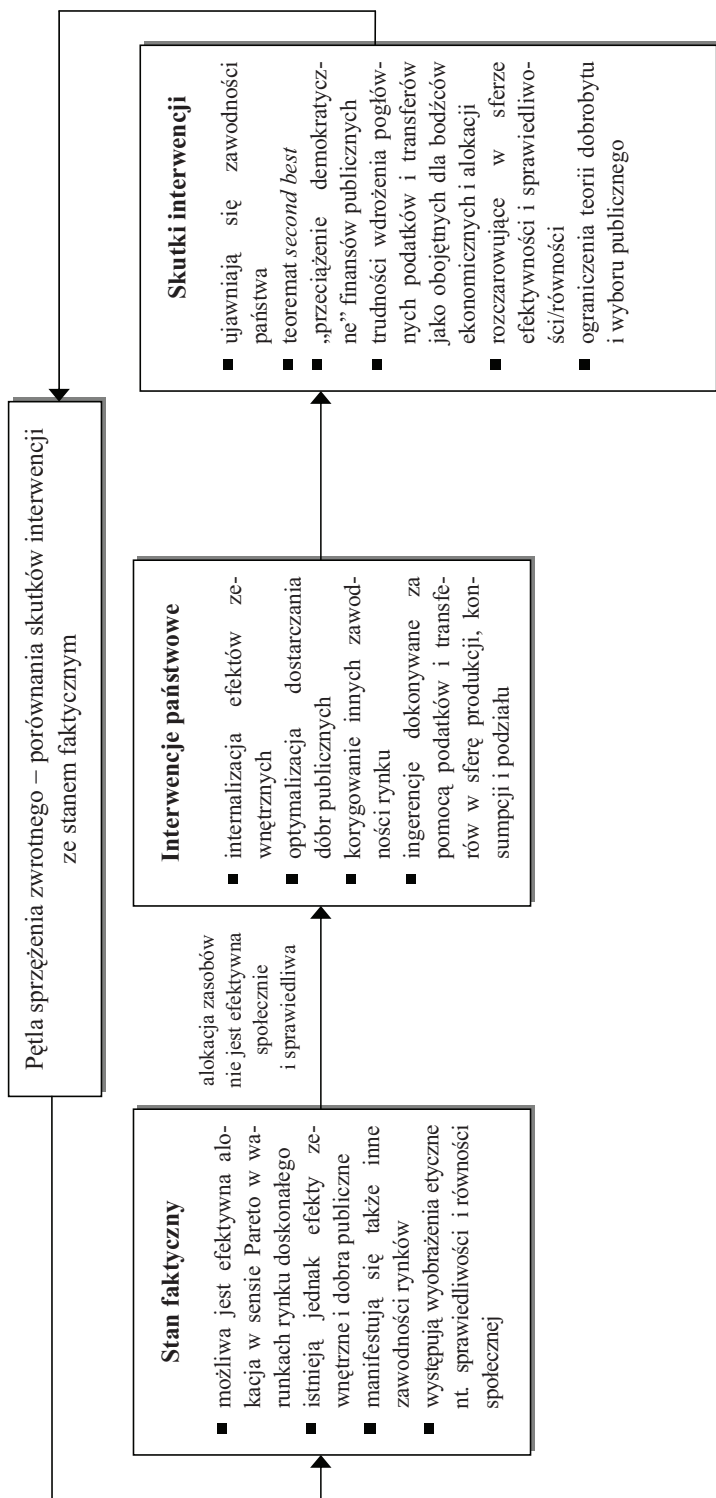 Pętla sprzężenia zwrotnego – porównania skutków interwencji
ze stanem faktycznym
Stan faktyczny
■ możliwa jest efektywna alo-
kacja w sensie Pareto w wa-
runkach rynku doskonałego
■ istnieją jednak efekty ze-
wnętrzne i dobra publiczne
■ manifestują się także inne
zawodności rynków
■ występują wyobrażenia etyczne
nt. sprawiedliwości i równości
społecznej
alokacja zasobów
nie jest efektywna
społecznie
i sprawiedliwa
Interwencje państwowe
■ internalizacja efektów ze-
wnętrznych
■ optymalizacja dostarczania
dóbr publicznych
■ korygowanie innych zawod-
ności rynku
■ ingerencje dokonywane za
pomocą podatków i transfe-
rów w sferę produkcji, kon-
sumpcji i podziału
Skutki interwencji
■ ujawniają się zawodności
państwa
■ teoremat second best
■ „przeciążenie demokratycz-
ne” finansów publicznych
■ trudności wdrożenia pogłów-
nych podatków i transferów
jako obojętnych dla bodźców
ekonomicznych i alokacji
■ rozczarowujące w sferze
efektywności i sprawiedliwo-
ści/równości
■ ograniczenia teorii dobrobytu
i wyboru publicznego